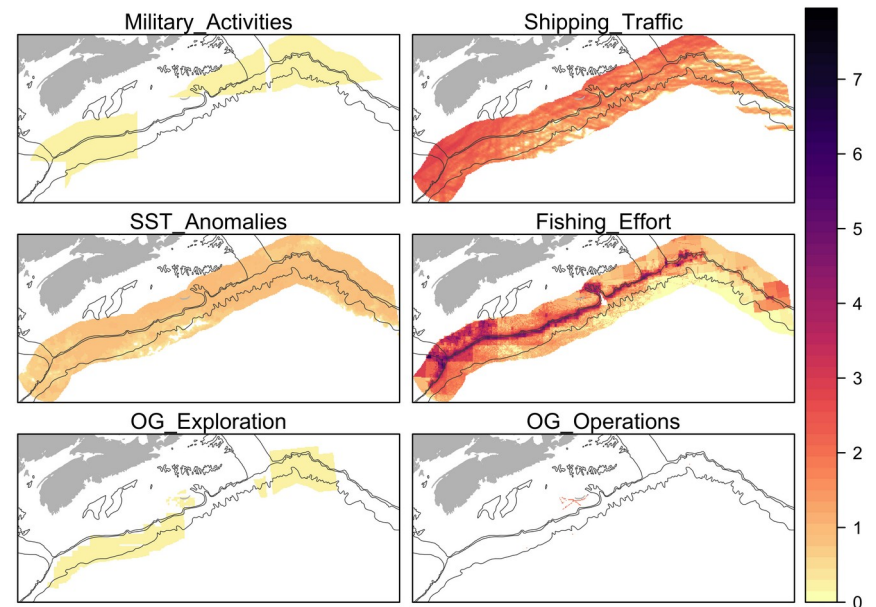 Military_Activities
Shipping_Traffic
SST_Anomalies
Fishing_Effort
OG_Exploration
OG_Operations
7
6
5
4
3
2
1
0